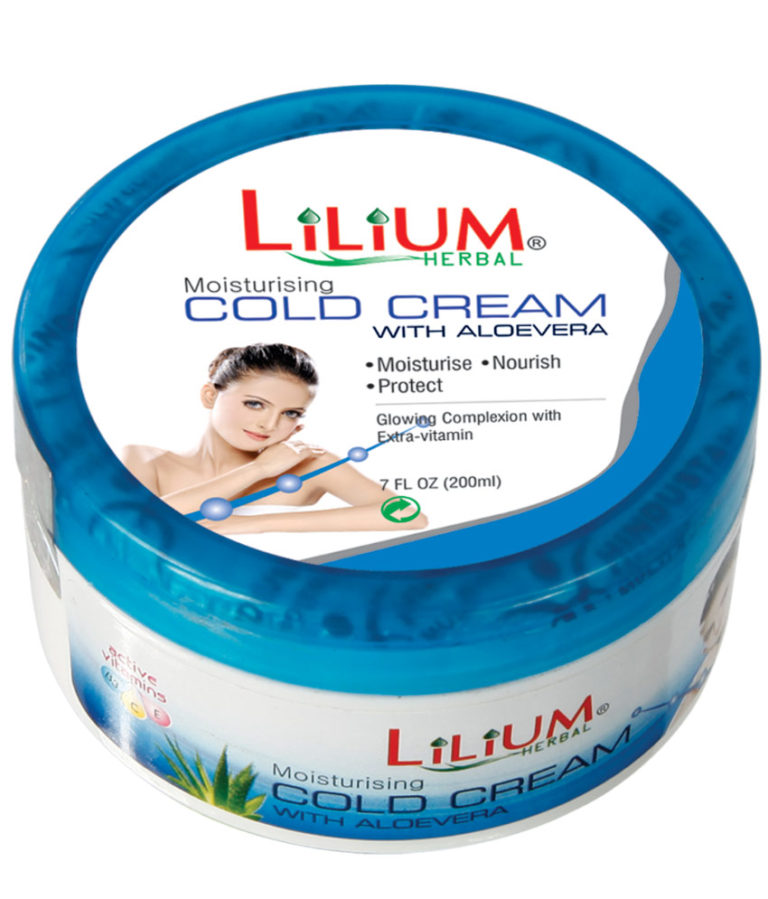 LiLiUM®
HERBAL
Moisturising
COLD CREAM
WITH ALOEVERA
•Moisturise •Nourish
•Protect
Glowing Complexion with
Extra-vitamin
7 FL OZ (200ml)
active
vitamins
C E
LiLiUM®
HERBAL
Moisturising
COLD CREAM
WITH ALOEVERA